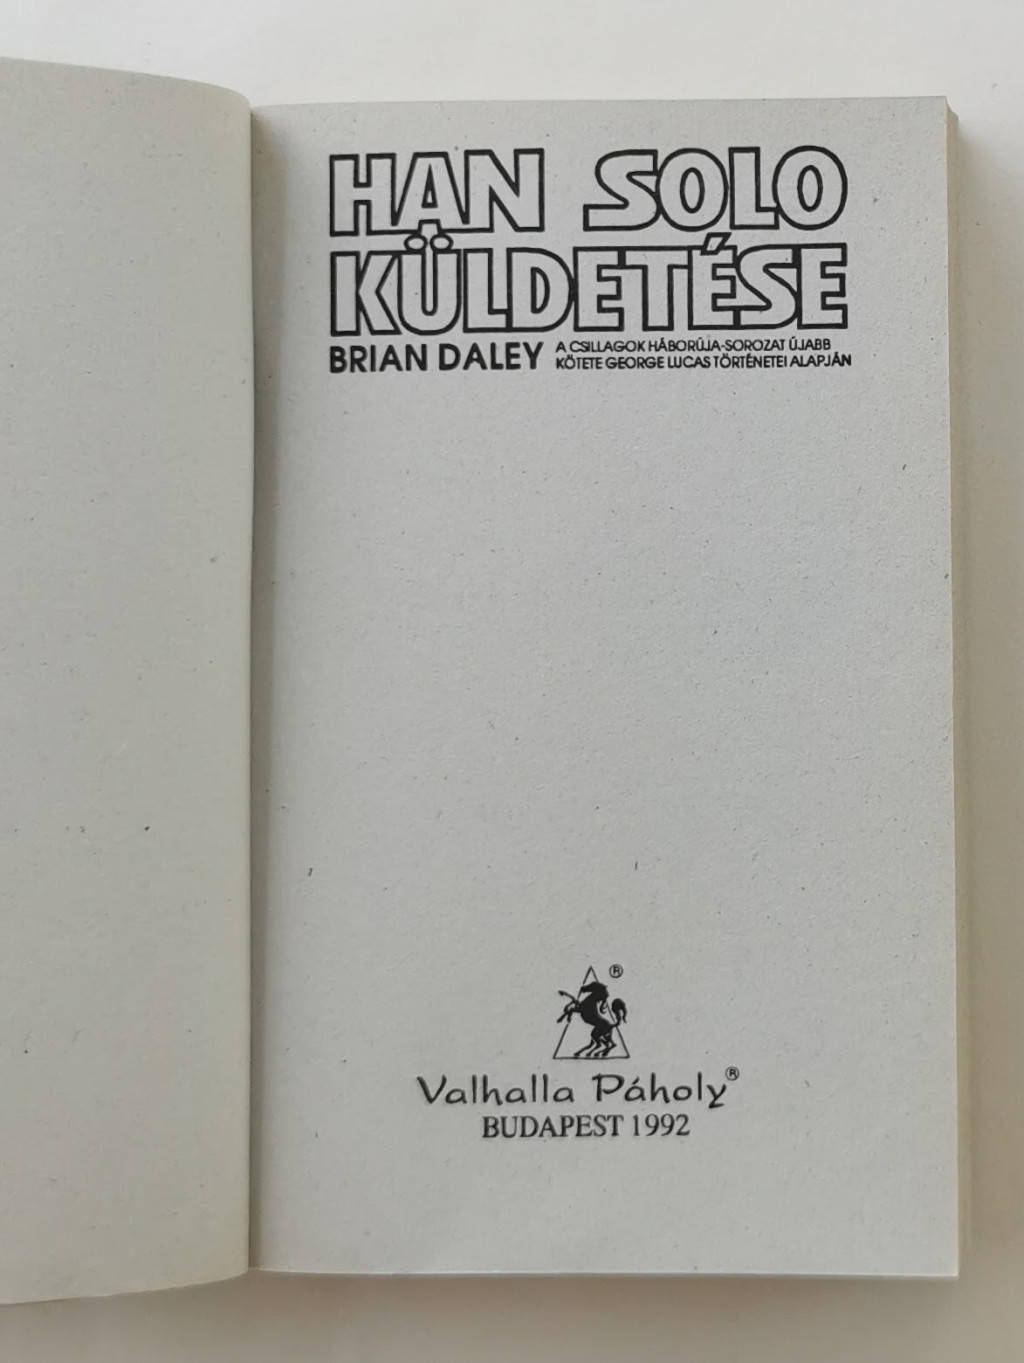 HAN SOLO
KÜLDETÉSE
BRIAN DALEY
A CSILLAGOK HÁBORÚJA-SOROZAT ÚJABB
KÖTETE GEORGE LUCAS TÖRTÉNETEI ALAPJÁN
®
Valhalla Páholy®
BUDAPEST 1992